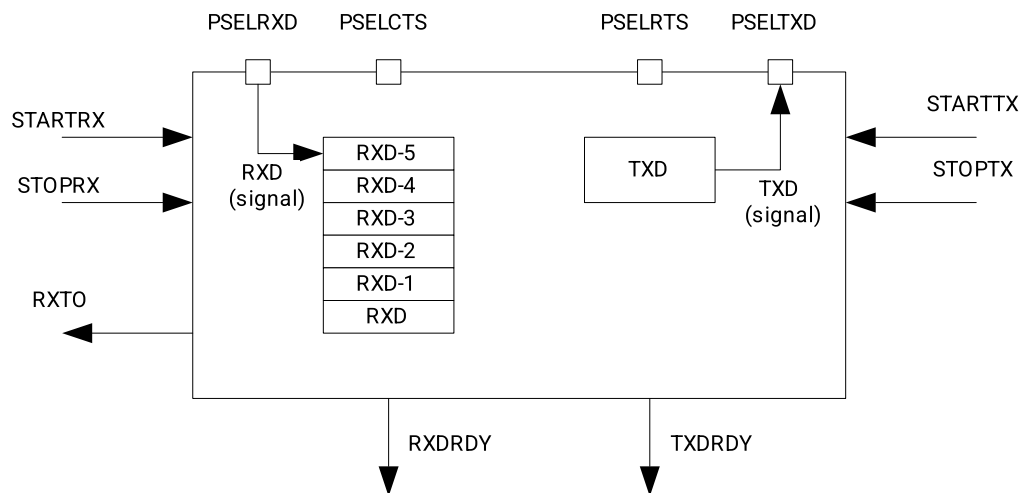 PSELRXD
PSELCTS
PSELRTS
PSELTXD
STARTRX
STARTTX
STOPRX
STOPTX
RXD
(signal)
RXD-5
RXD-4
RXD-3
RXD-2
RXD-1
RXD
TXD
TXD
(signal)
RXTO
RXDRDY
TXDRDY